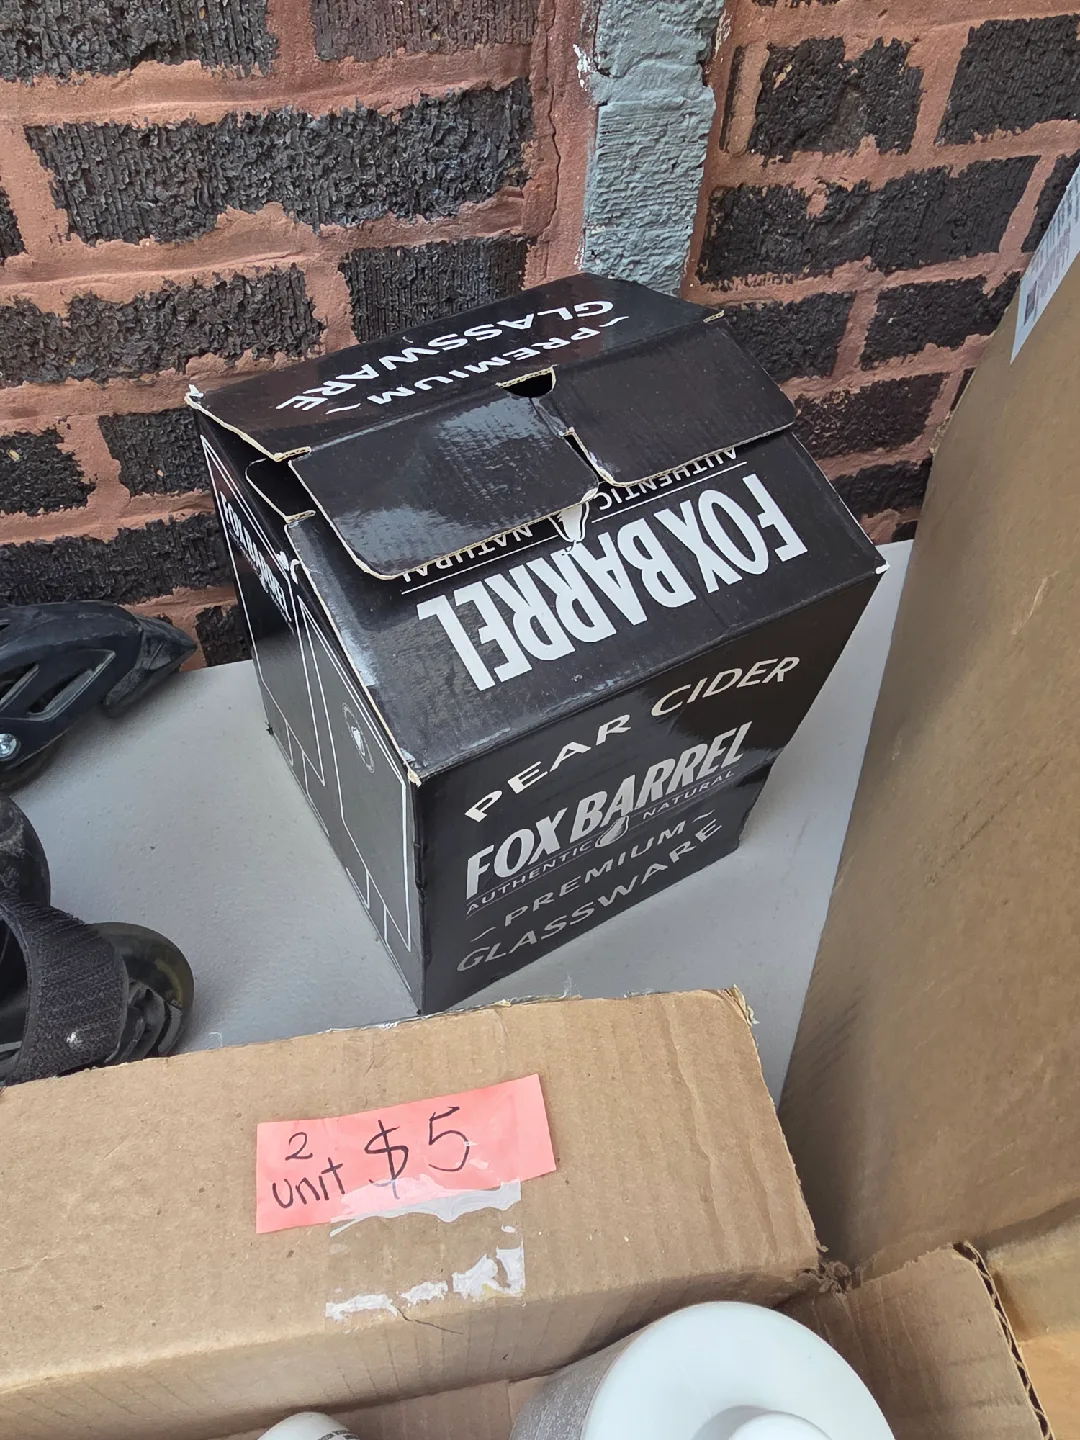 ~PREMIUM~
GLASSWARE
AUTHENTIC NATURAL
FOX BARREL
PEAR CIDER
FOX BARREL
AUTHENTIC NATURAL
~PREMIUM~
GLASSWARE
2 unit $5